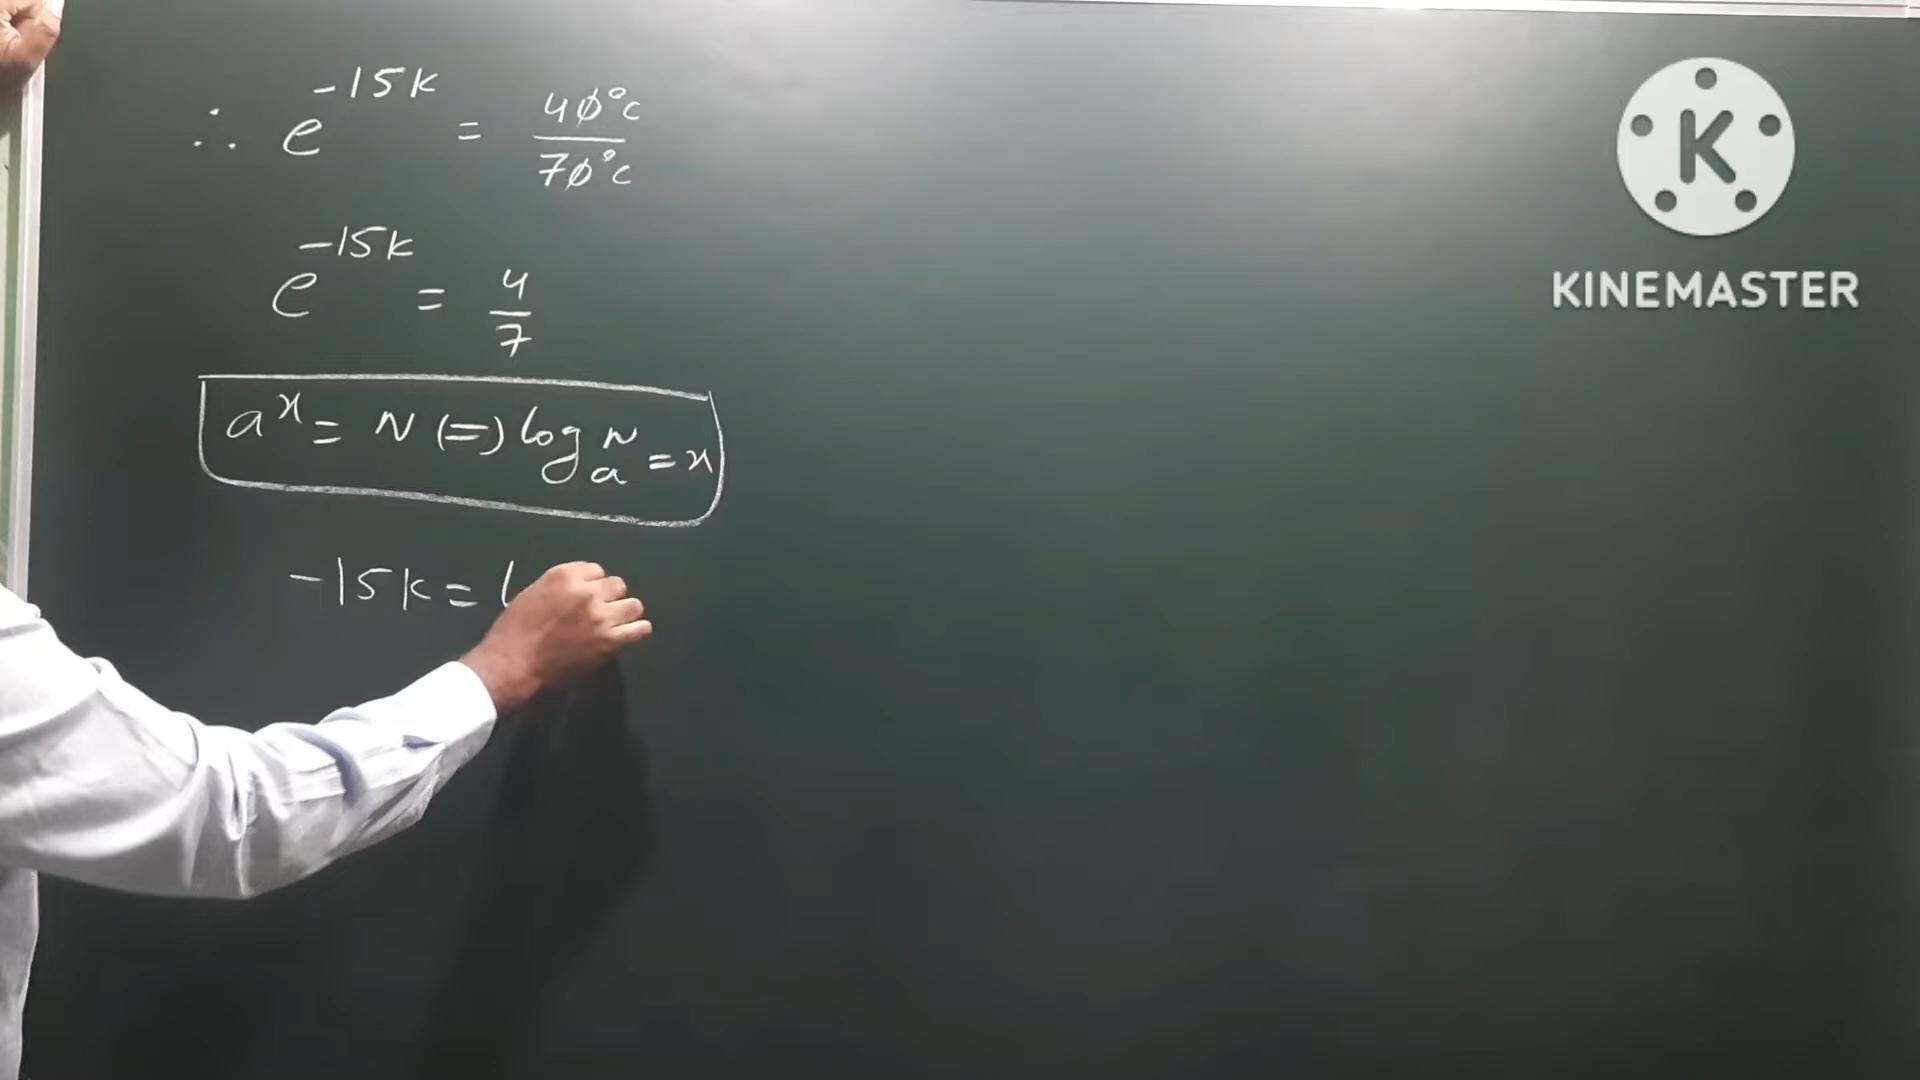 ∴ e^-15k = 40°c / 70°c
e^-15k = 4/7
a^x = N (=) log_a N = x
-15k = l
K
KINEMASTER